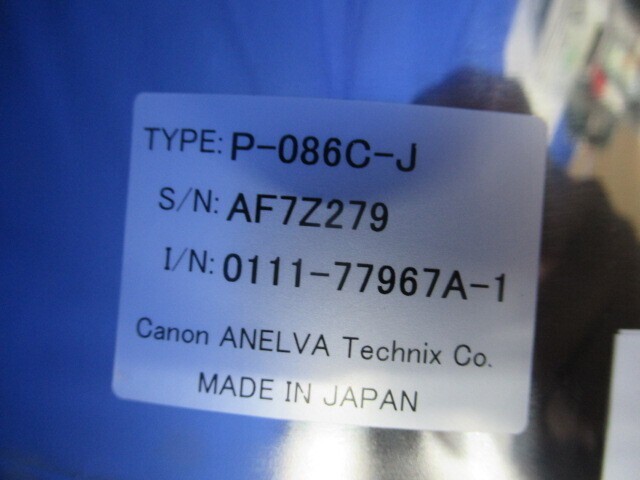 TYPE: P-086C-J
S/N: AF7Z279
I/N: 0111-77967A-1
Canon ANELVA Technix Co.
MADE IN JAPAN